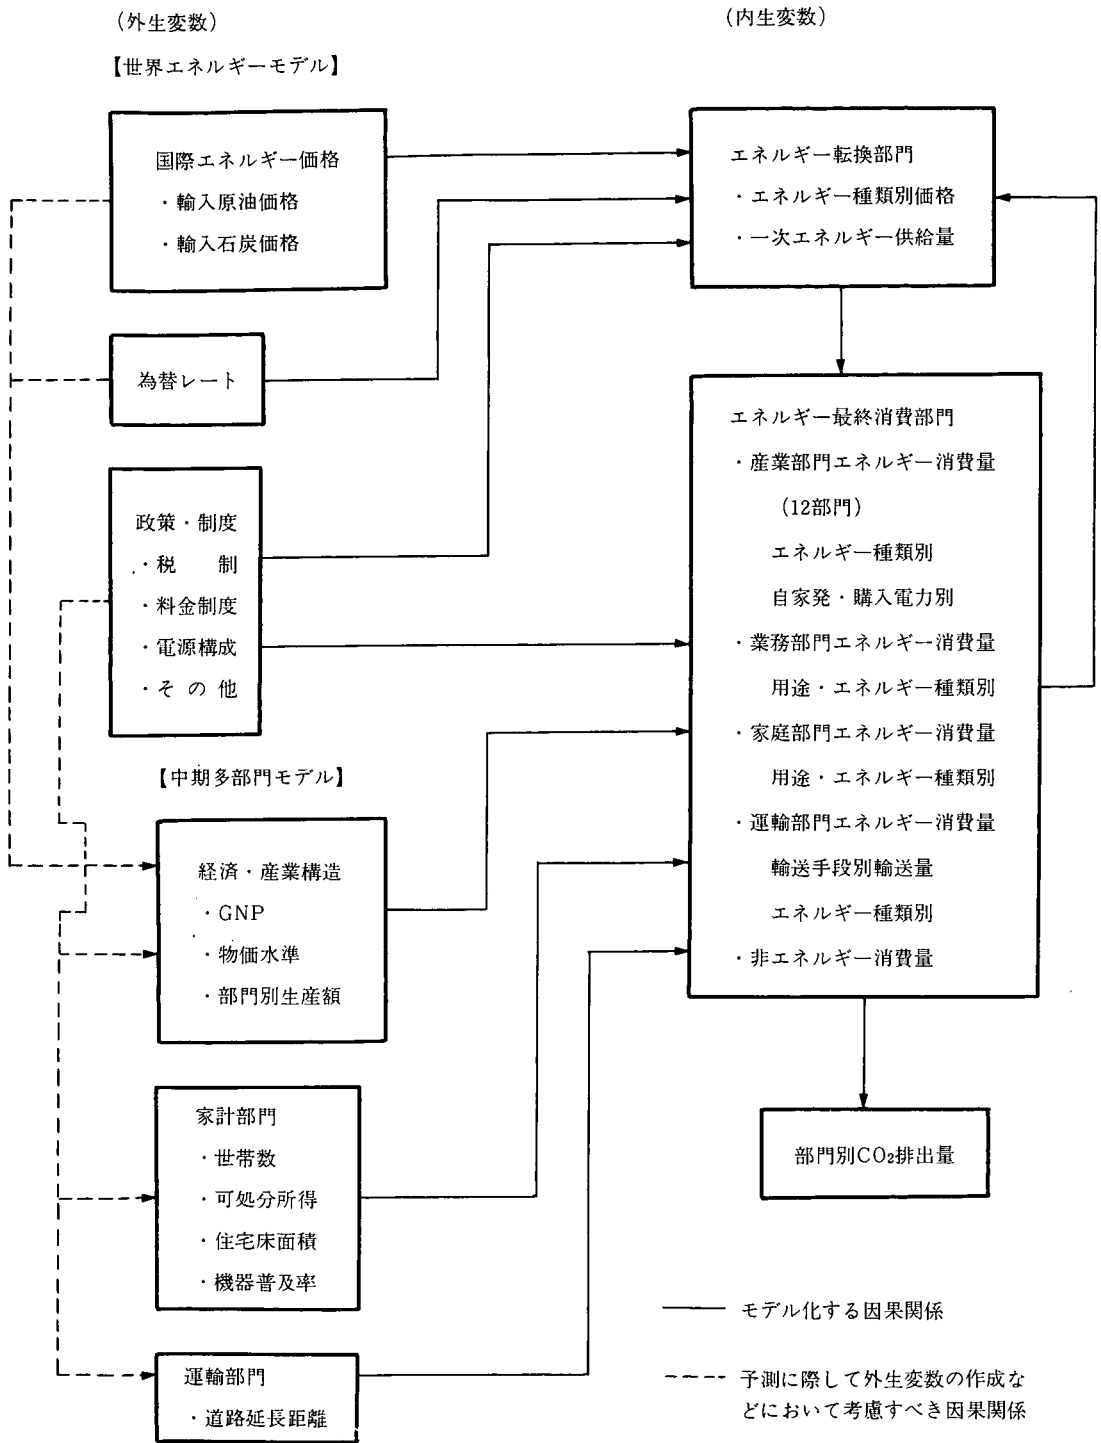 (外生変数)
【世界エネルギーモデル】
国際エネルギー価格
・輸入原油価格
・輸入石炭価格
為替レート
政策・制度
・税　制
・料金制度
・電源構成
・その他
【中期多部門モデル】
経済・産業構造
・GNP
・物価水準
・部門別生産額
家計部門
・世帯数
・可処分所得
・住宅床面積
・機器普及率
運輸部門
・道路延長距離
(内生変数)
エネルギー転換部門
・エネルギー種類別価格
・一次エネルギー供給量
エネルギー最終消費部門
・産業部門エネルギー消費量
(12部門)
エネルギー種類別
自家発・購入電力別
・業務部門エネルギー消費量
用途・エネルギー種類別
・家庭部門エネルギー消費量
用途・エネルギー種類別
・運輸部門エネルギー消費量
輸送手段別輸送量
エネルギー種類別
・非エネルギー消費量
部門別CO₂排出量
モデル化する因果関係
予測に際して外生変数の作成な
どにおいて考慮すべき因果関係